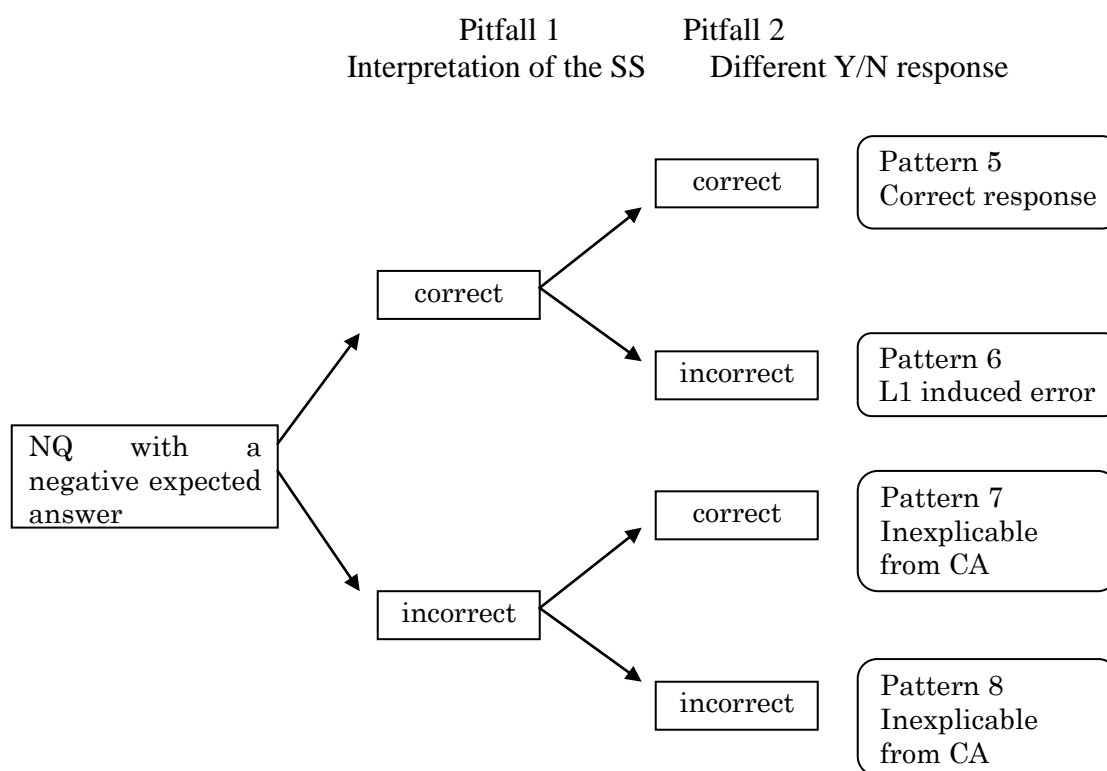 Pitfall 1 Pitfall 2
Interpretation of the SS Different Y/N response
correct
Pattern 5
Correct response
correct
incorrect
Pattern 6
L1 induced error
NQ with a
negative expected
answer
correct
Pattern 7
Inexplicable
from CA
incorrect
incorrect
Pattern 8
Inexplicable
from CA